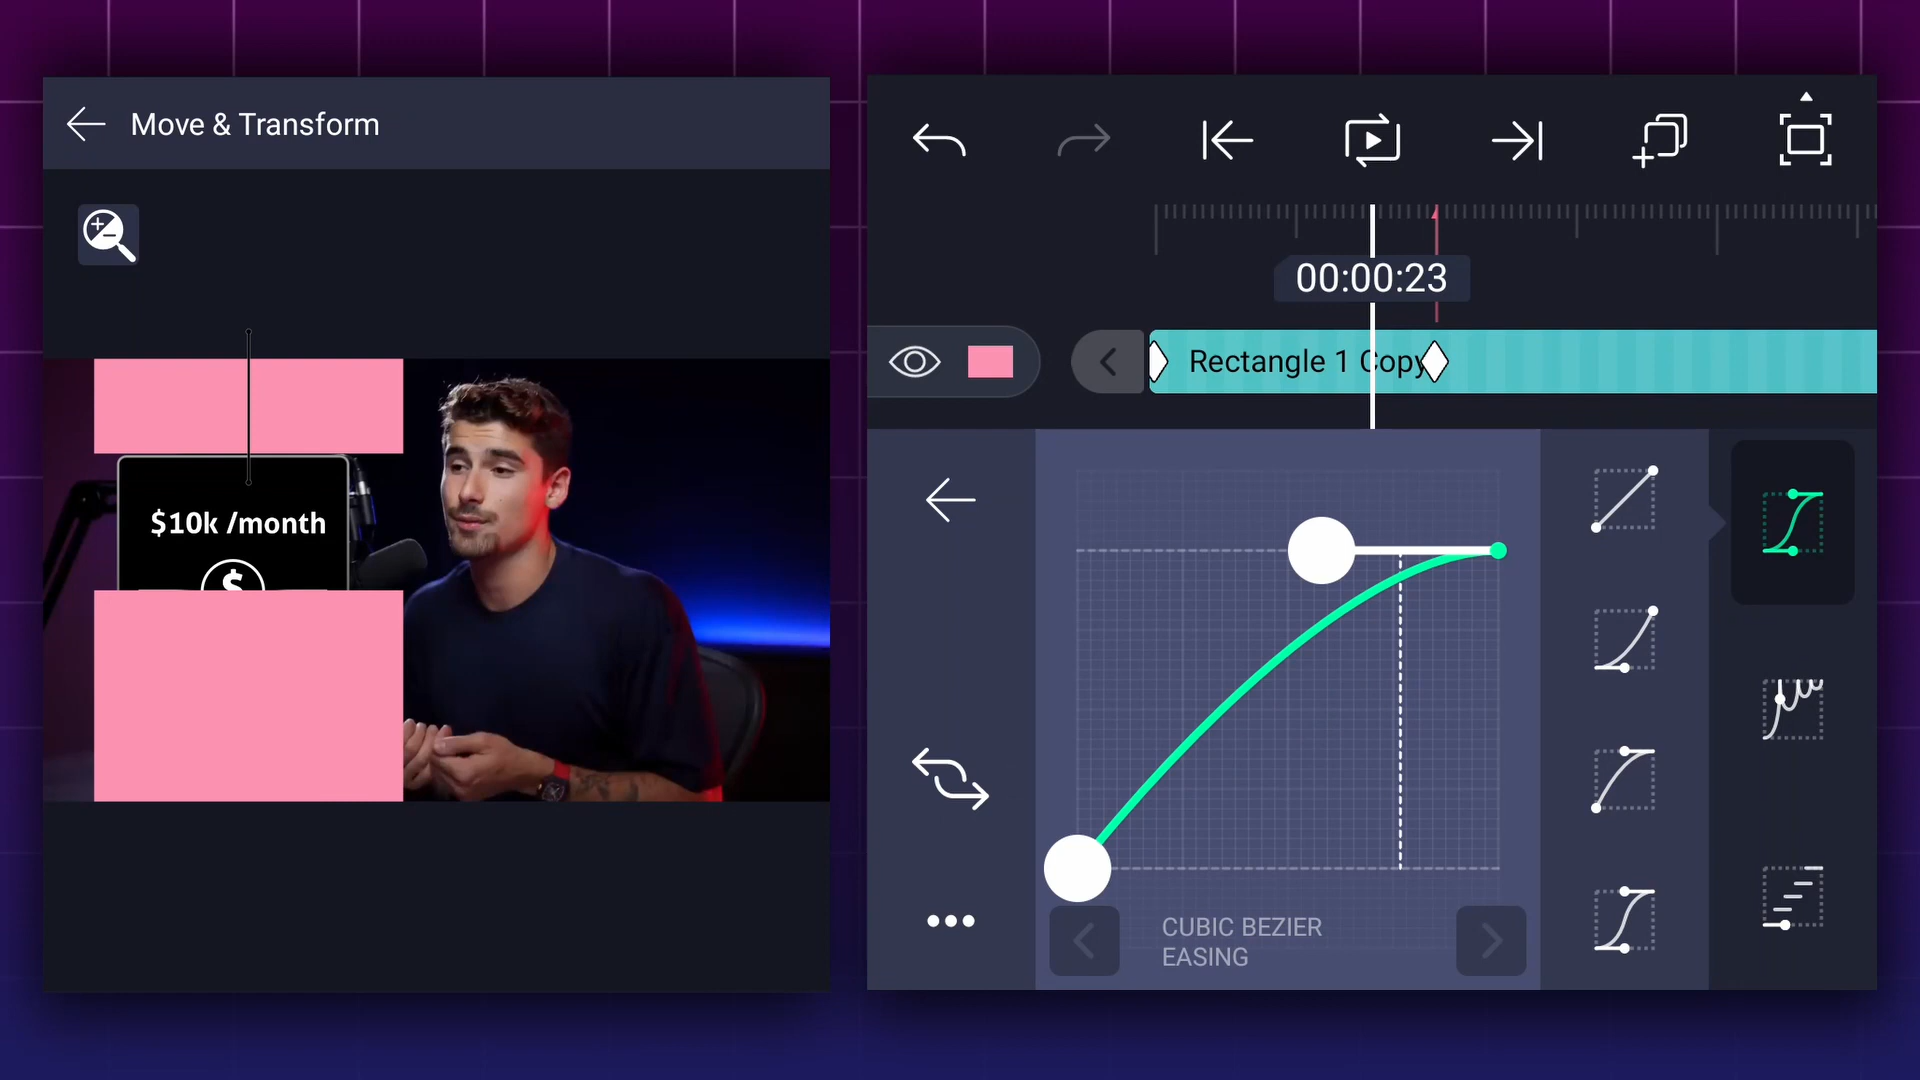 Move & Transform
$10k /month
$
00:00:23
Rectangle 1 Copy
CUBIC BEZIER
EASING